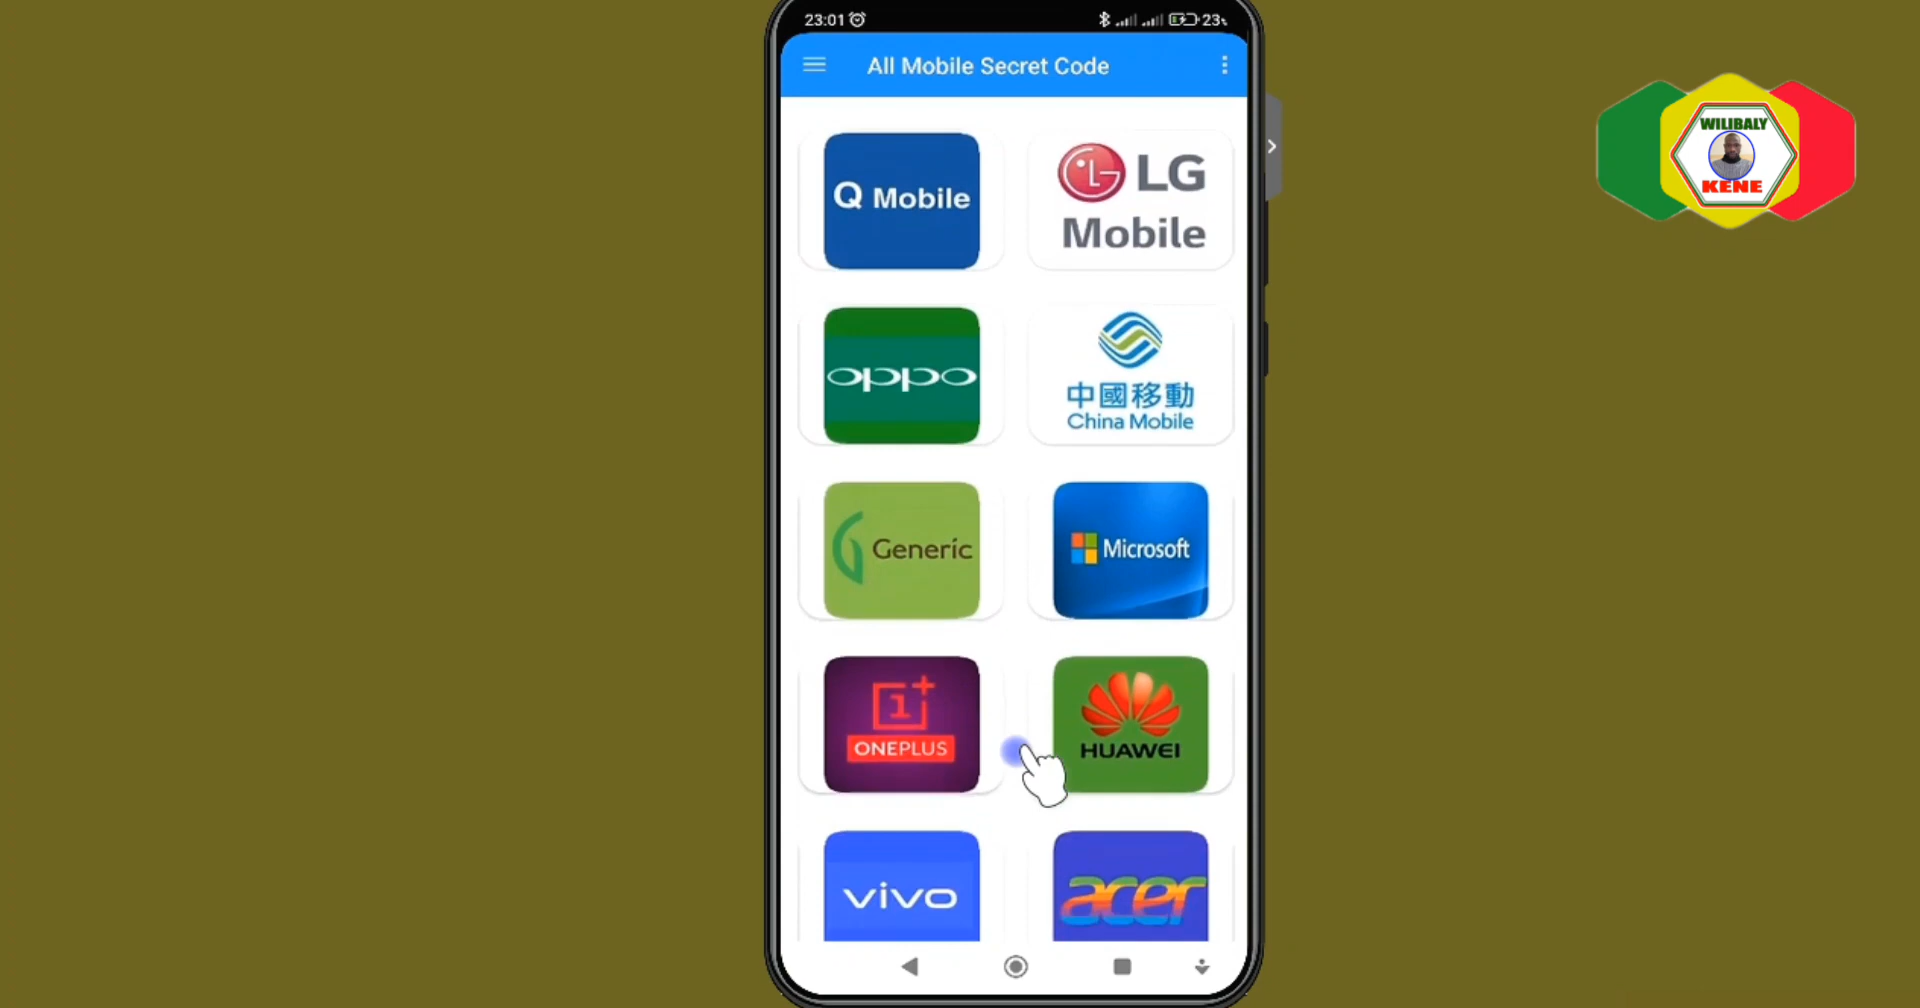 23:01
23%
All Mobile Secret Code
Q Mobile
LG
Mobile
oppo
中國移動
China Mobile
Generic
Microsoft
1+
ONEPLUS
HUAWEI
vivo
acer
WILIBALY
KENE